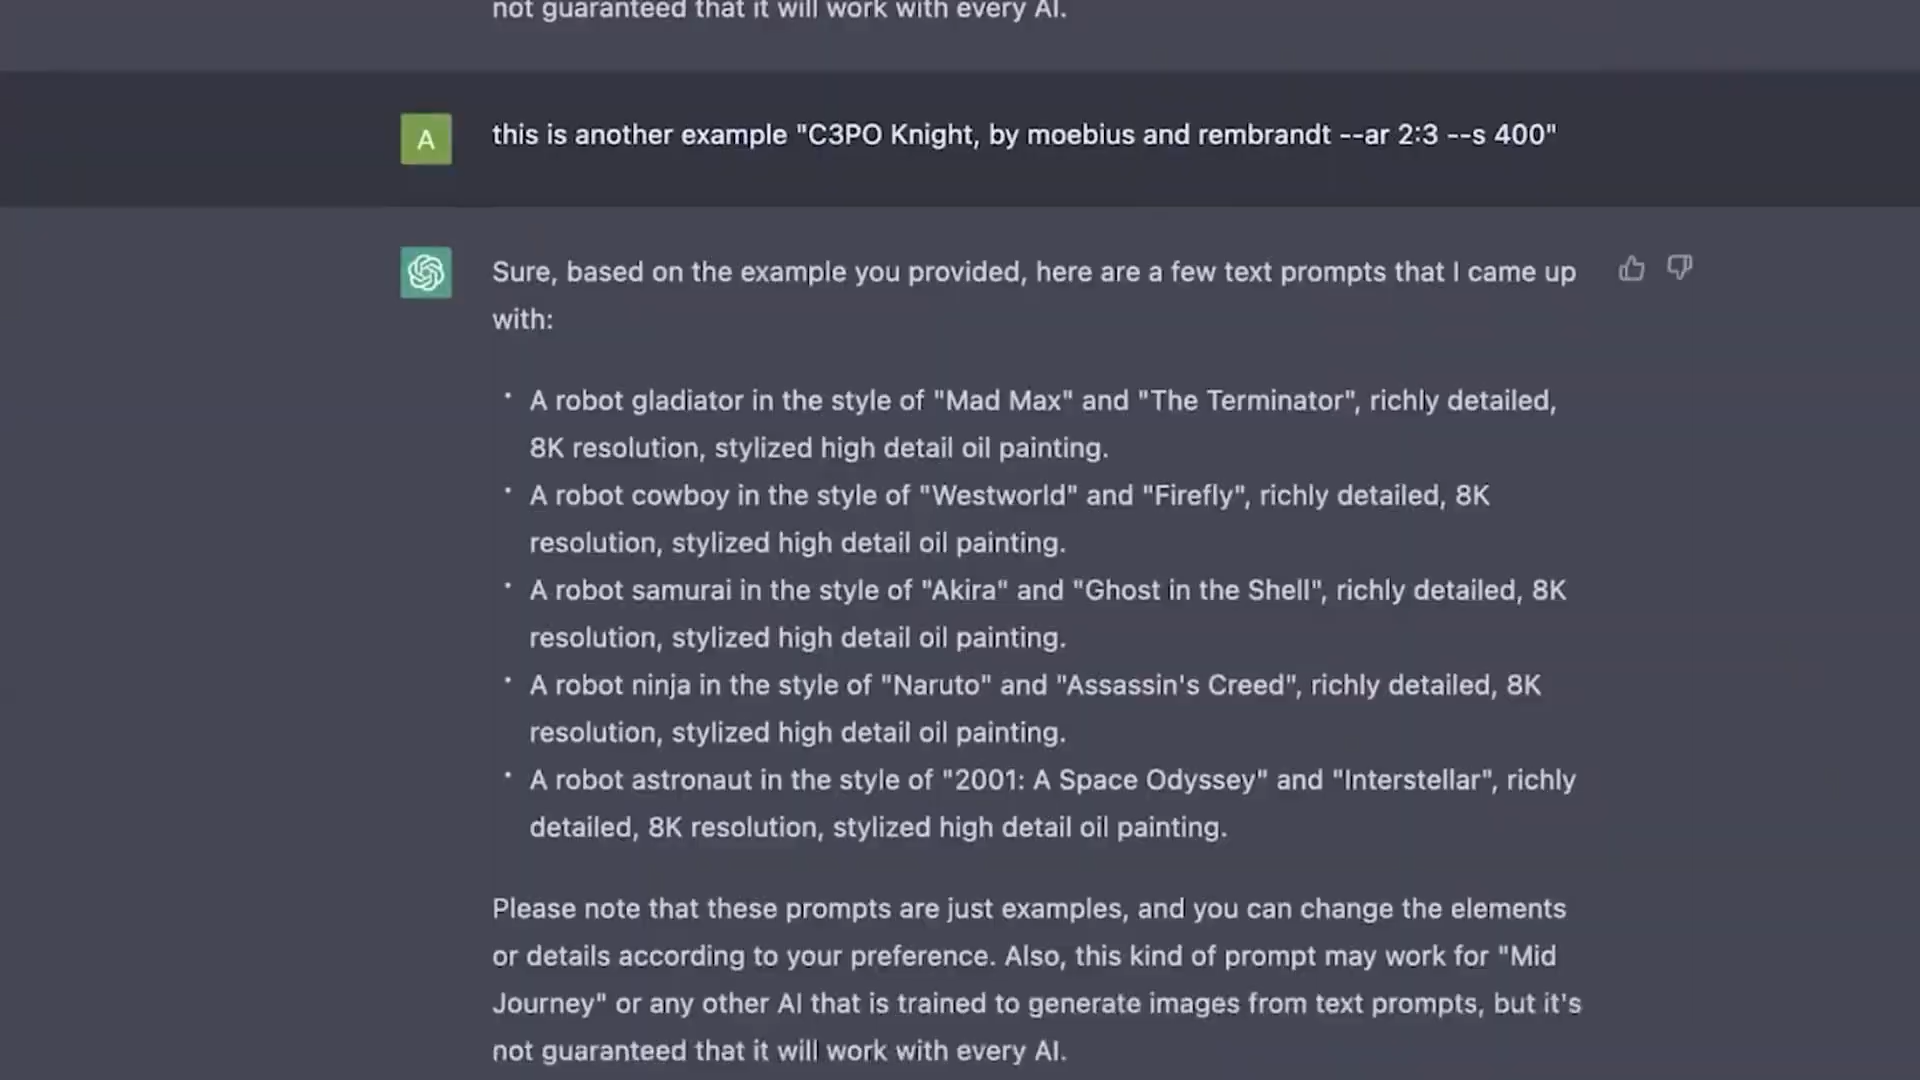 not guaranteed that it will work with every AI.
A
this is another example "C3PO Knight, by moebius and rembrandt --ar 2:3 --s 400"
Sure, based on the example you provided, here are a few text prompts that I came up
with:
• A robot gladiator in the style of "Mad Max" and "The Terminator", richly detailed,
8K resolution, stylized high detail oil painting.
• A robot cowboy in the style of "Westworld" and "Firefly", richly detailed, 8K
resolution, stylized high detail oil painting.
• A robot samurai in the style of "Akira" and "Ghost in the Shell", richly detailed, 8K
resolution, stylized high detail oil painting.
• A robot ninja in the style of "Naruto" and "Assassin's Creed", richly detailed, 8K
resolution, stylized high detail oil painting.
• A robot astronaut in the style of "2001: A Space Odyssey" and "Interstellar", richly
detailed, 8K resolution, stylized high detail oil painting.
Please note that these prompts are just examples, and you can change the elements
or details according to your preference. Also, this kind of prompt may work for "Mid
Journey" or any other AI that is trained to generate images from text prompts, but it's
not guaranteed that it will work with every AI.